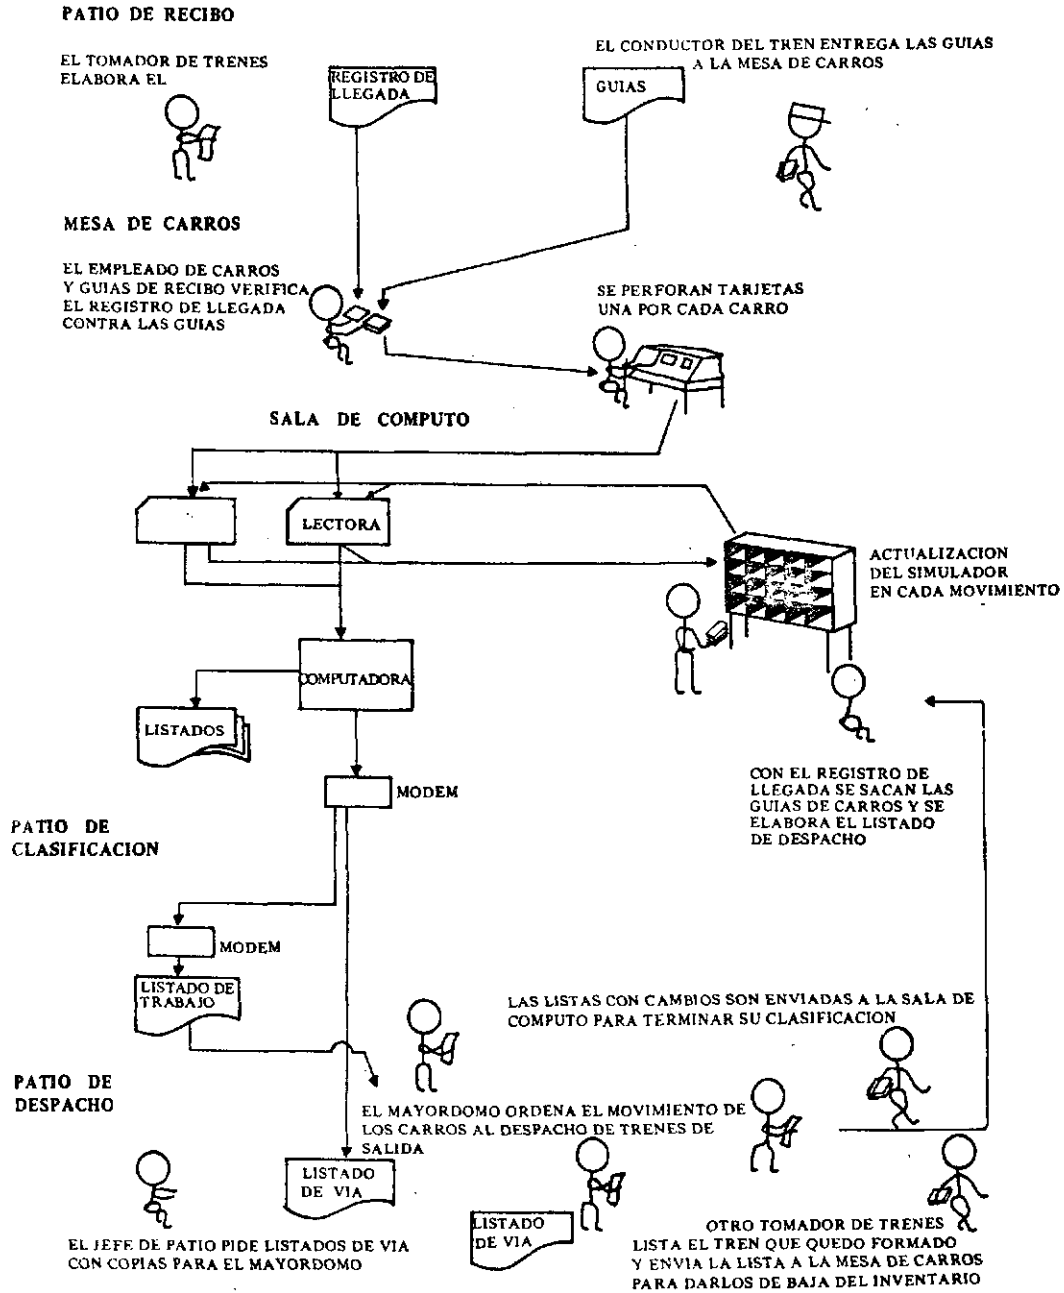 PATIO DE RECIBO
EL TOMADOR DE TRENES
ELABORA EL
REGISTRO DE
LLEGADA
EL CONDUCTOR DEL TREN ENTREGA LAS GUIAS
A LA MESA DE CARROS
GUIAS
MESA DE CARROS
EL EMPLEADO DE CARROS
Y GUIAS DE RECIBO VERIFICA
EL REGISTRO DE LLEGADA
CONTRA LAS GUIAS
SE PERFORAN TARJETAS
UNA POR CADA CARRO
SALA DE COMPUTO
LECTORA
ACTUALIZACION
DEL SIMULADOR
EN CADA MOVIMIENTO
COMPUTADORA
LISTADOS
MODEM
CON EL REGISTRO DE
LLEGADA SE SACAN LAS
GUIAS DE CARROS Y SE
ELABORA EL LISTADO
DE DESPACHO
PATIO DE
CLASIFICACION
MODEM
LISTADO DE
TRABAJO
LAS LISTAS CON CAMBIOS SON ENVIADAS A LA SALA DE
COMPUTO PARA TERMINAR SU CLASIFICACION
PATIO DE
DESPACHO
EL MAYORDOMO ORDENA EL MOVIMIENTO DE
LOS CARROS AL DESPACHO DE TRENES DE
SALIDA
LISTADO
DE VIA
LISTADO
DE VIA
EL JEFE DE PATIO PIDE LISTADOS DE VIA
CON COPIAS PARA EL MAYORDOMO
OTRO TOMADOR DE TRENES
LISTA EL TREN QUE QUEDO FORMADO
Y ENVIA LA LISTA A LA MESA DE CARROS
PARA DARLOS DE BAJA DEL INVENTARIO